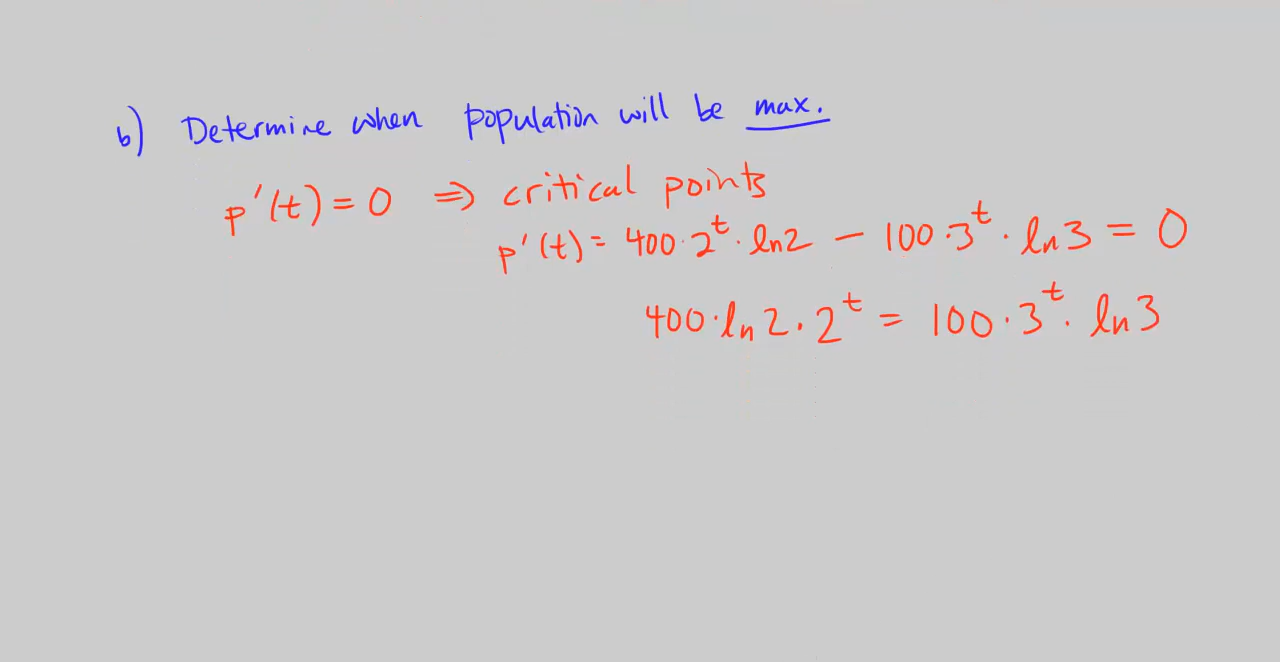 b) Determine when population will be max.
p'(t) = 0 ⇒ critical points
p'(t) = 400·2^t · ln2 − 100·3^t · ln3 = 0
400·ln2·2^t = 100·3^t · ln3